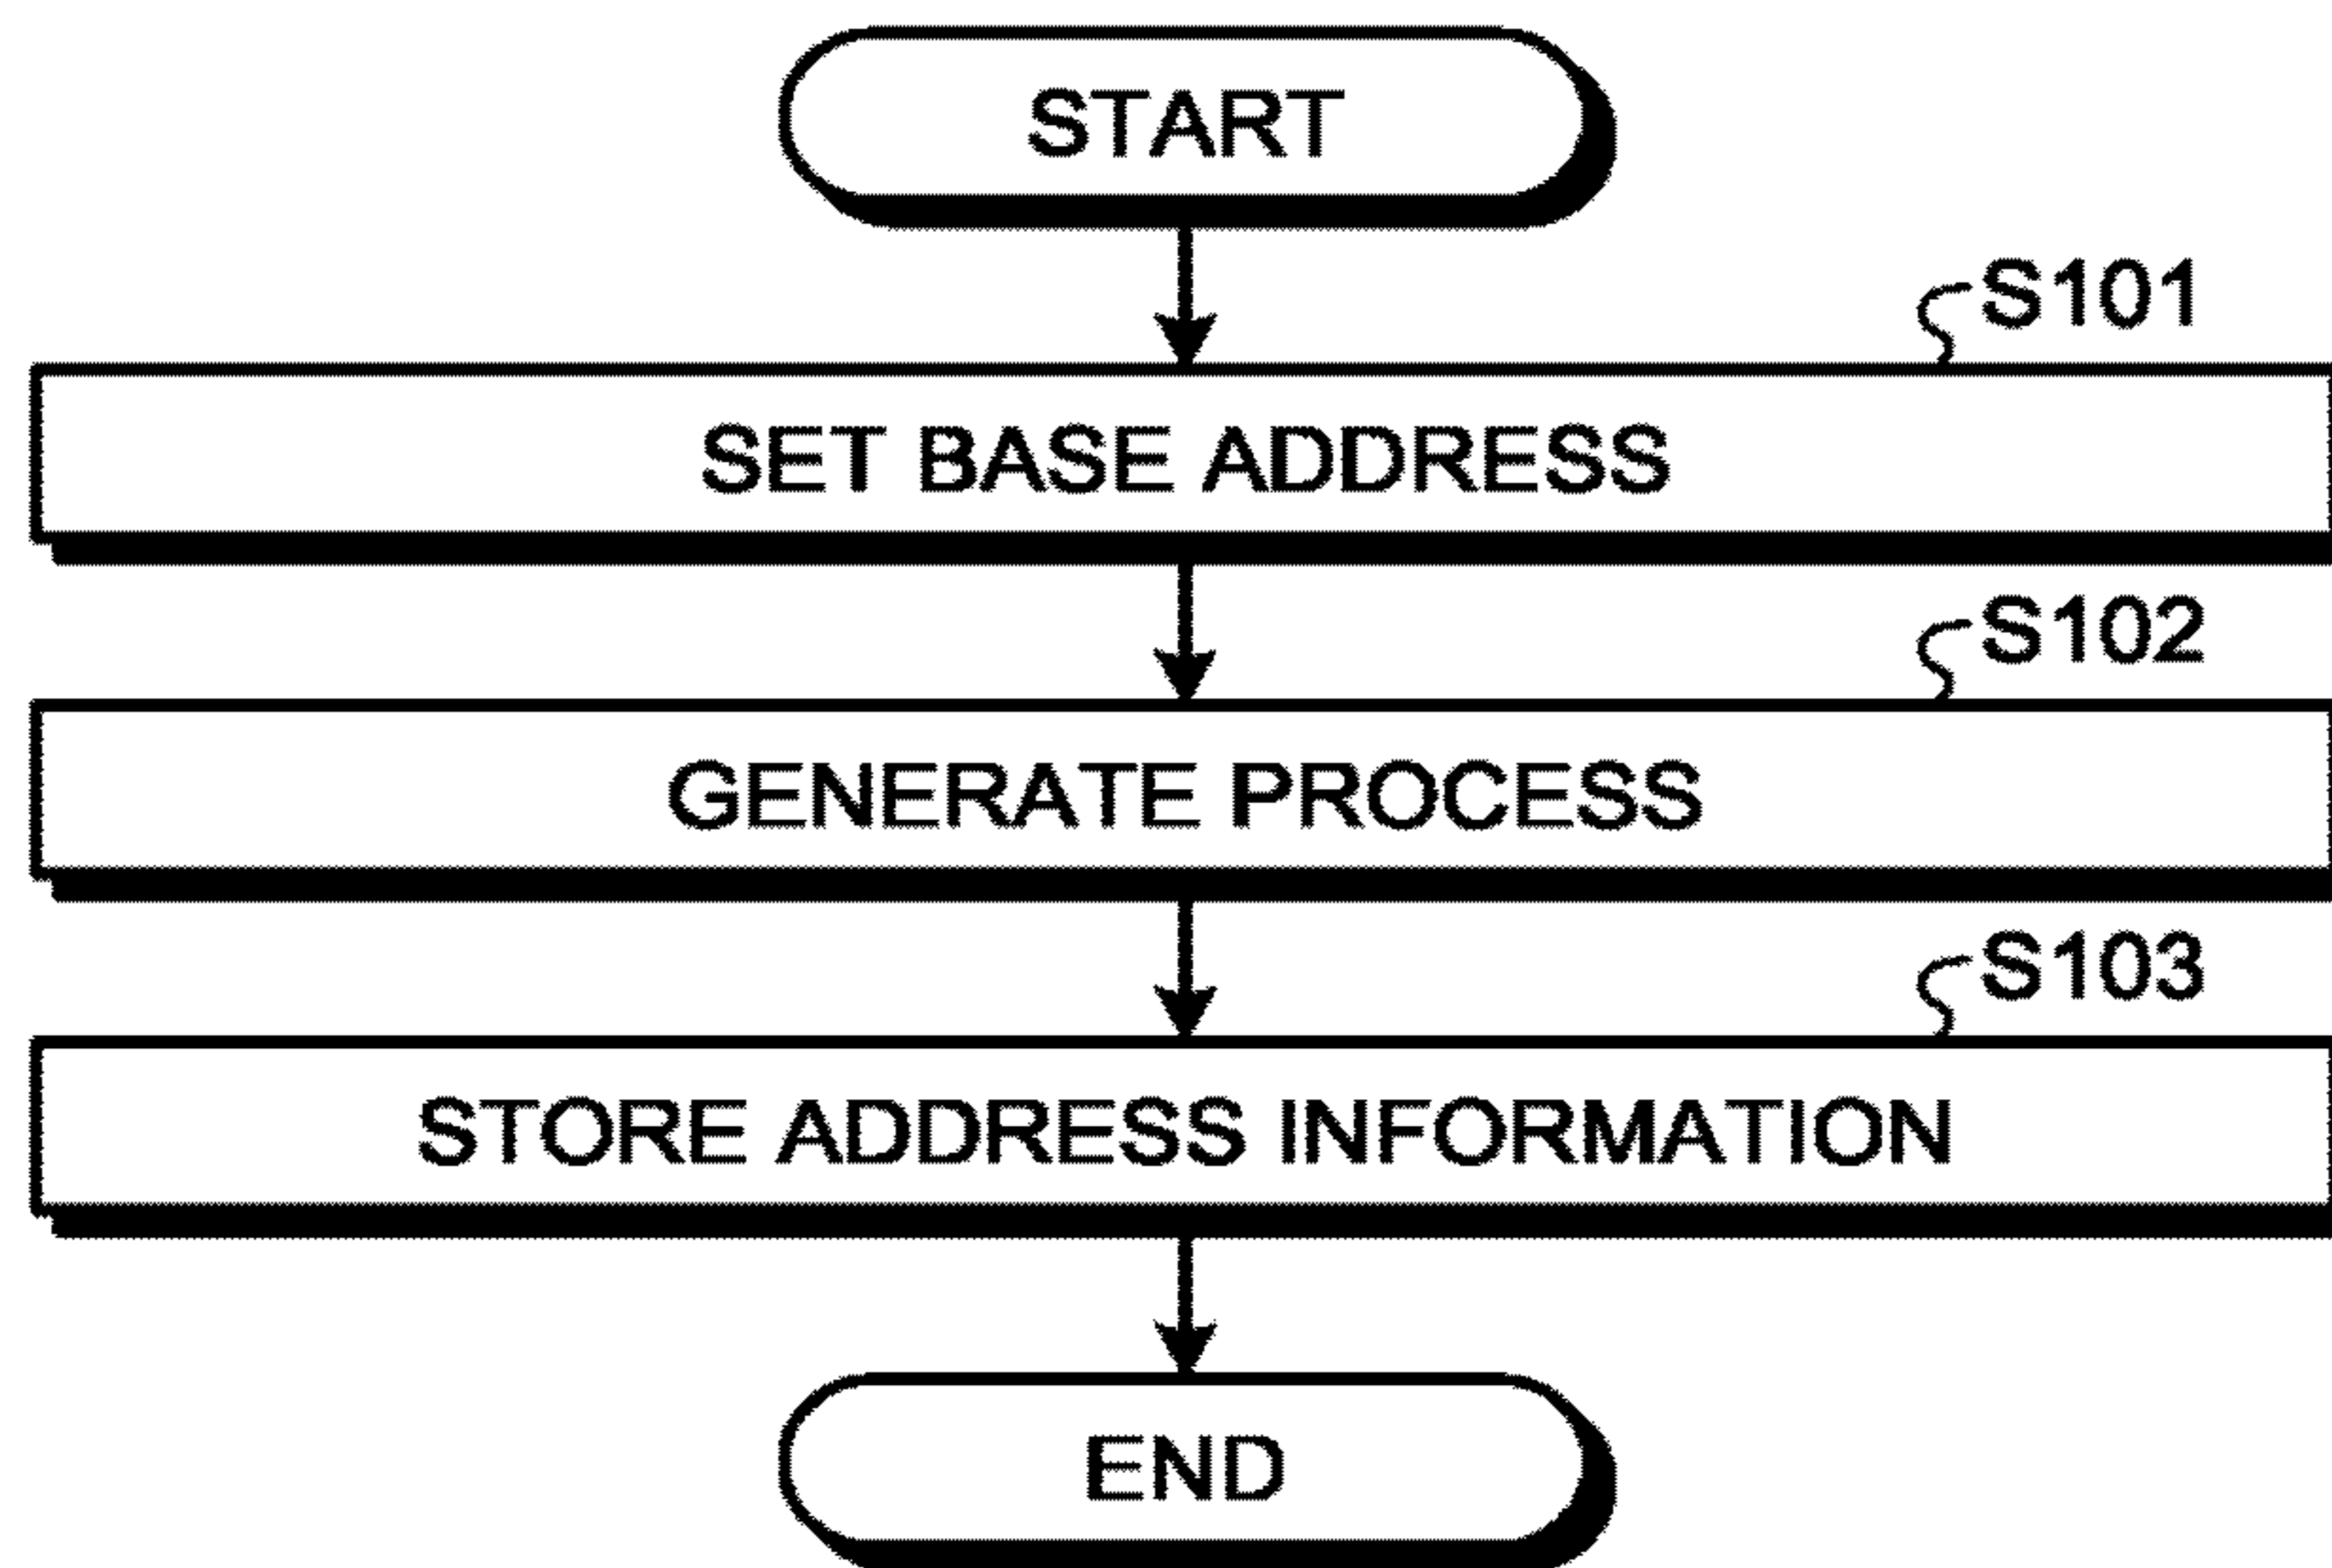 START
S101
SET BASE ADDRESS
S102
GENERATE PROCESS
S103
STORE ADDRESS INFORMATION
END